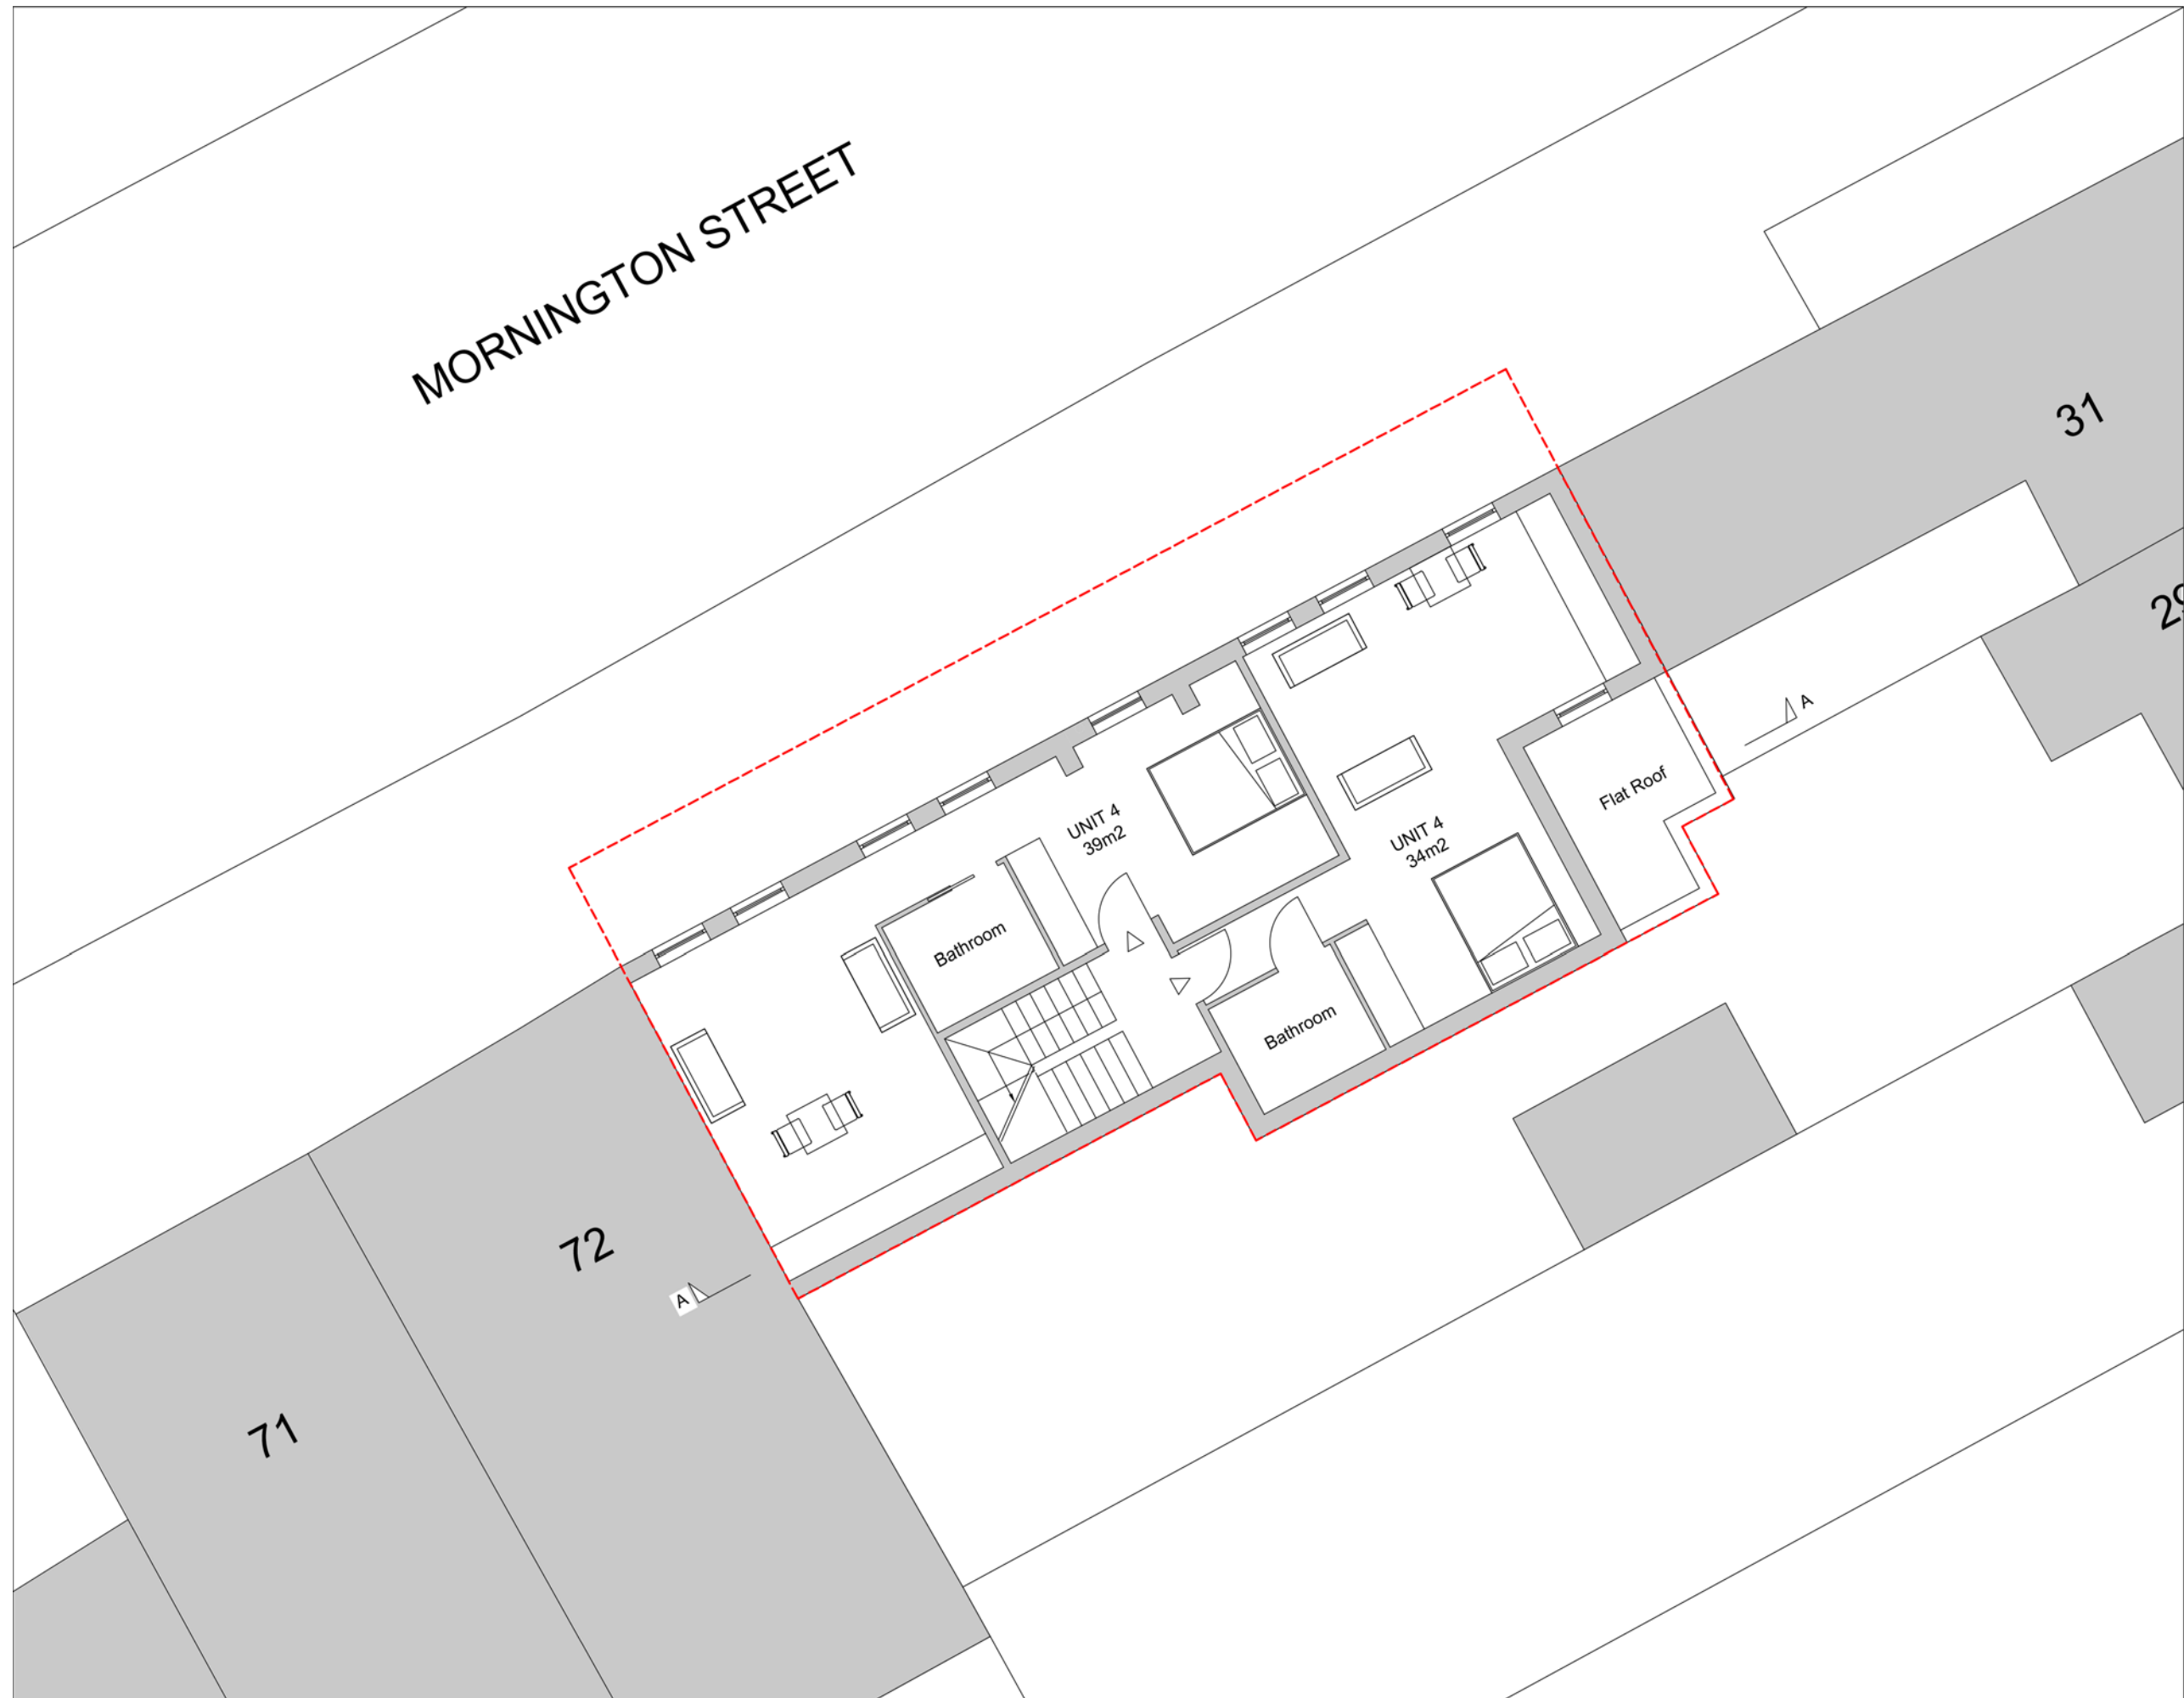 MORNINGTON STREET
31
29
A
Flat Roof
UNIT 4
39m2
UNIT 4
34m2
Bathroom
Bathroom
72
A
71